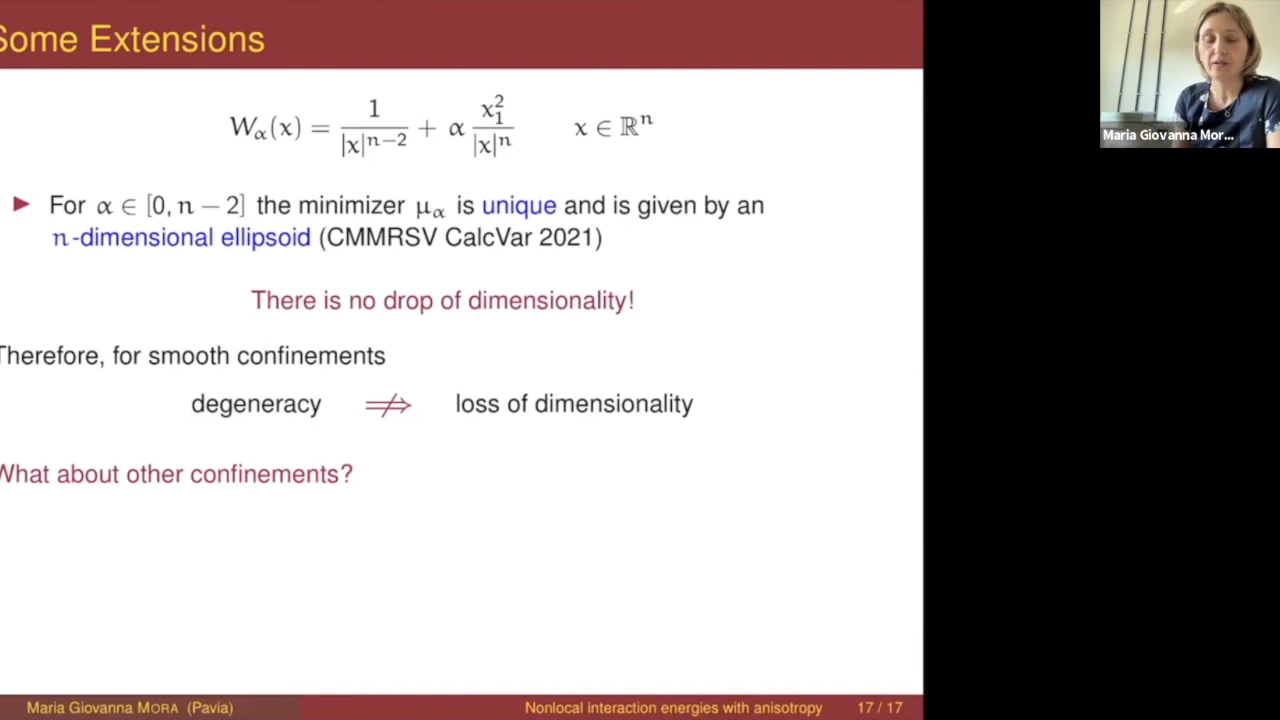 Some Extensions
W_α(x) = 1/|x|^{n−2} + α x_1^2/|x|^n x ∈ ℝ^n
▶ For α ∈ [0, n − 2] the minimizer μ_α is unique and is given by an
n-dimensional ellipsoid (CMMRSV CalcVar 2021)
There is no drop of dimensionality!
Therefore, for smooth confinements
degeneracy ⇏ loss of dimensionality
What about other confinements?
Maria Giovanna MORA (Pavia) Nonlocal interaction energies with anisotropy 17 / 17
Maria Giovanna Mor...